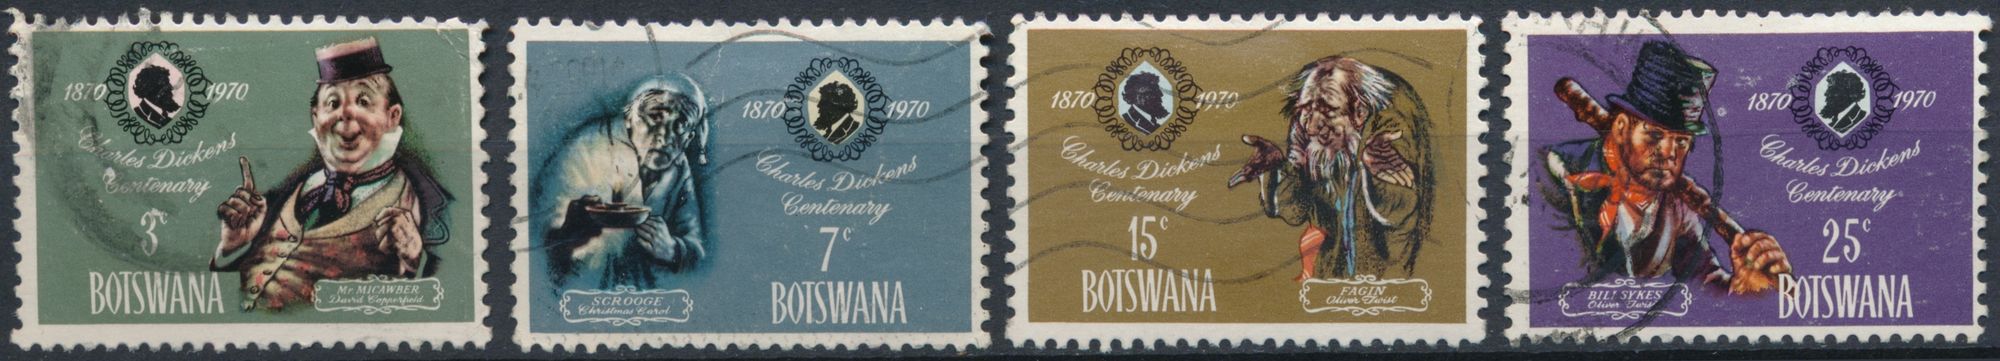 1870 1970
Charles Dickens
Centenary
3c
BOTSWANA
Mr. MICAWBER
David Copperfield
1870 1970
Charles Dickens
Centenary
7c
BOTSWANA
SCROOGE
Christmas Carol
1870 1970
Charles Dickens
Centenary
15c
BOTSWANA
FAGIN
Oliver Twist
1870 1970
Charles Dickens
Centenary
25c
BOTSWANA
BILL SYKES
Oliver Twist